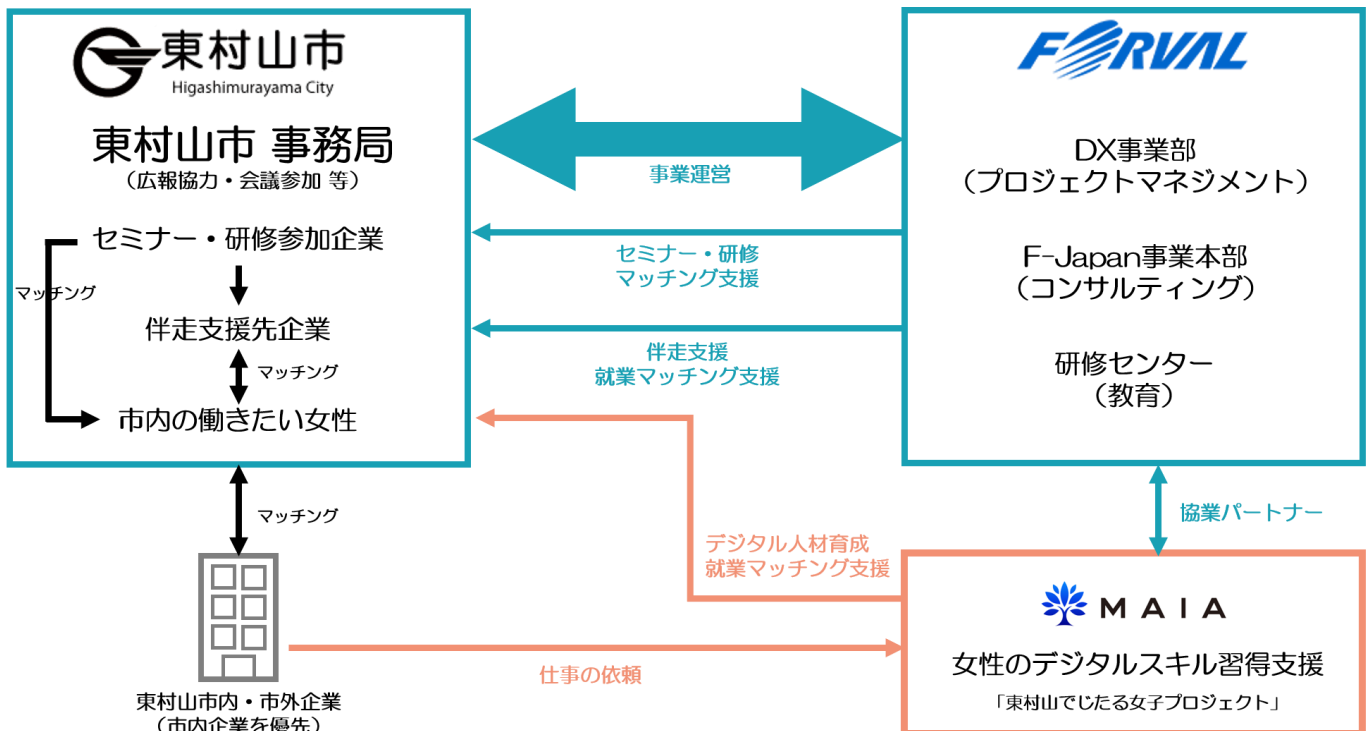 東村山市
Higashimurayama City
東村山市 事務局
（広報協力・会議参加 等）
セミナー・研修参加企業
マッチング
伴走支援先企業
マッチング
市内の働きたい女性
マッチング
東村山市内・市外企業
（市内企業を優先）
事業運営
セミナー・研修
マッチング支援
伴走支援
就業マッチング支援
デジタル人材育成
就業マッチング支援
仕事の依頼
FORVAL
DX事業部
（プロジェクトマネジメント）
F-Japan事業本部
（コンサルティング）
研修センター
（教育）
協業パートナー
MAIA
女性のデジタルスキル習得支援
「東村山でじたる女子プロジェクト」